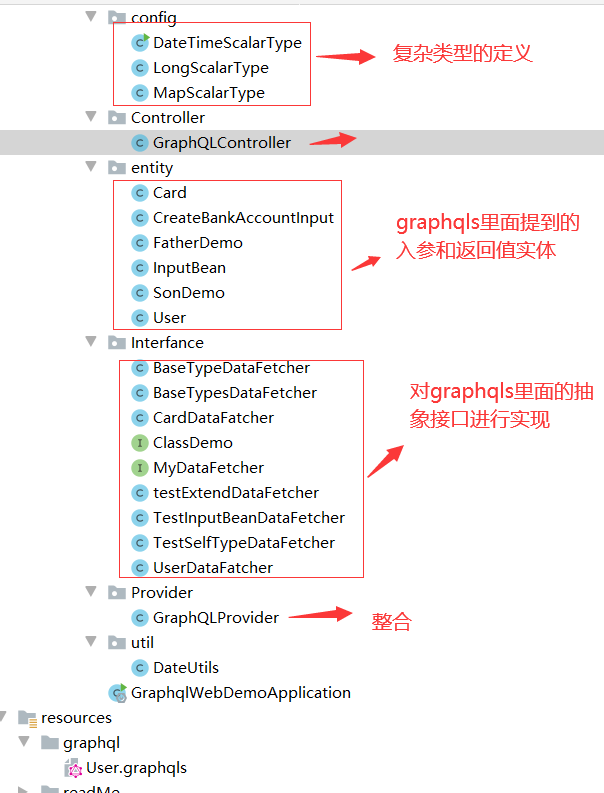 config
DateTimeScalarType
LongScalarType
MapScalarType
复杂类型的定义
Controller
GraphQLController
entity
Card
CreateBankAccountInput
FatherDemo
InputBean
SonDemo
User
graphqls里面提到的
入参和返回值实体
Interfance
BaseTypeDataFetcher
BaseTypesDataFetcher
CardDataFatcher
ClassDemo
MyDataFetcher
testExtendDataFetcher
TestInputBeanDataFetcher
TestSelfTypeDataFetcher
UserDataFatcher
对graphqls里面的抽
象接口进行实现
Provider
GraphQLProvider
整合
util
DateUtils
GraphqlWebDemoApplication
resources
graphql
User.graphqls
readMe